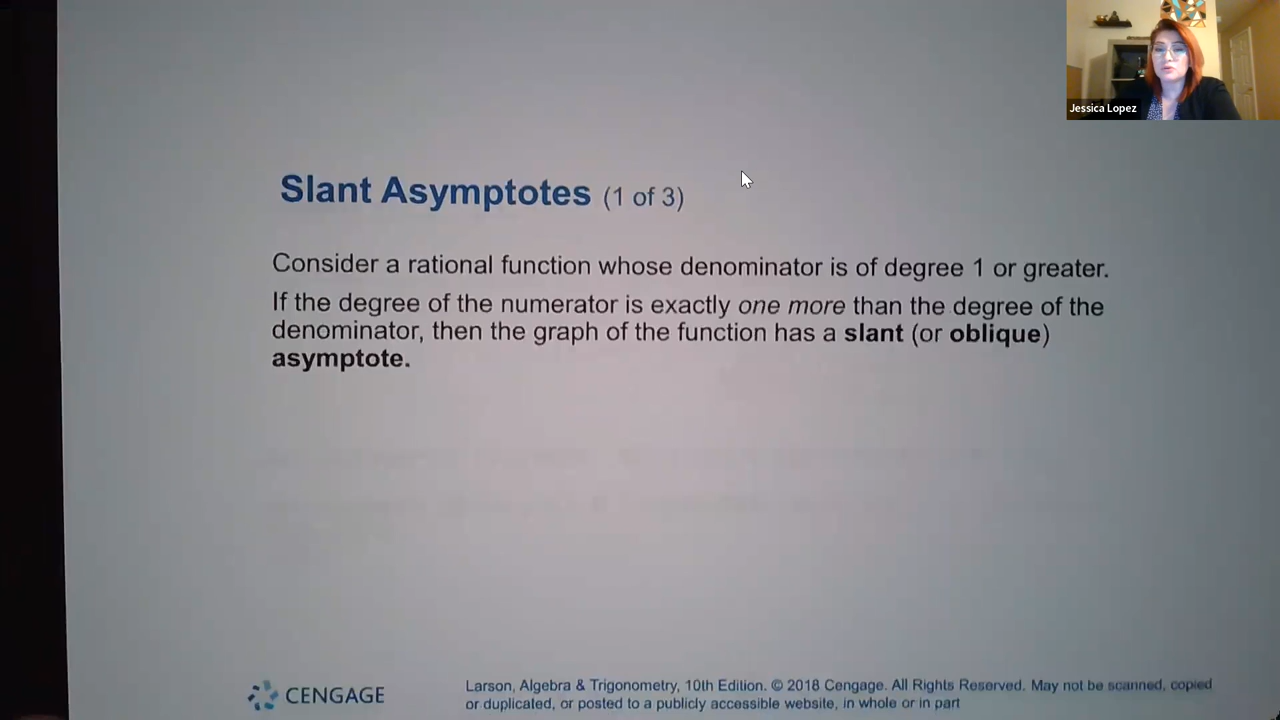 Jessica Lopez
Slant Asymptotes (1 of 3)
Consider a rational function whose denominator is of degree 1 or greater.
If the degree of the numerator is exactly one more than the degree of the
denominator, then the graph of the function has a slant (or oblique)
asymptote.
CENGAGE
Larson, Algebra & Trigonometry, 10th Edition. © 2018 Cengage. All Rights Reserved. May not be scanned, copied
or duplicated, or posted to a publicly accessible website, in whole or in part